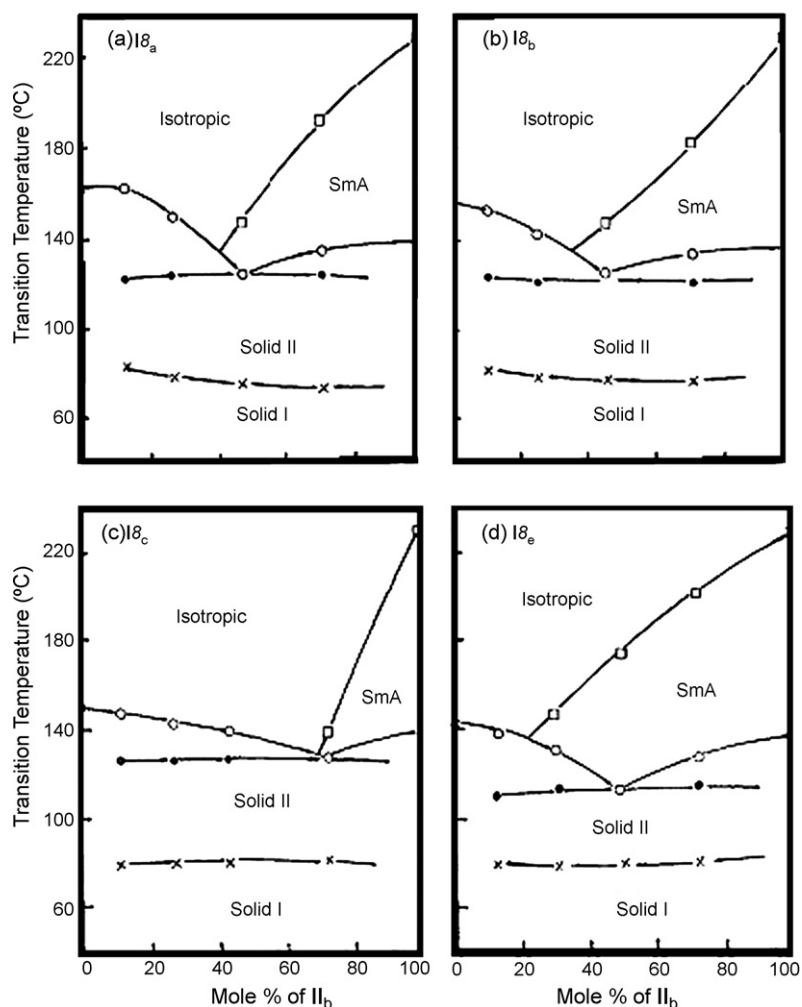 (a) I8a
(b) I8b
Transition Temperature (ºC)
220
180
140
100
60
Isotropic
SmA
Solid II
Solid I
Isotropic
SmA
Solid II
Solid I
(c) I8c
(d) I8e
Transition Temperature (ºC)
220
180
140
100
60
Isotropic
SmA
Solid II
Solid I
Isotropic
SmA
Solid II
Solid I
0 20 40 60 80 100
0 20 40 60 80 100
Mole % of IIb
Mole % of IIb